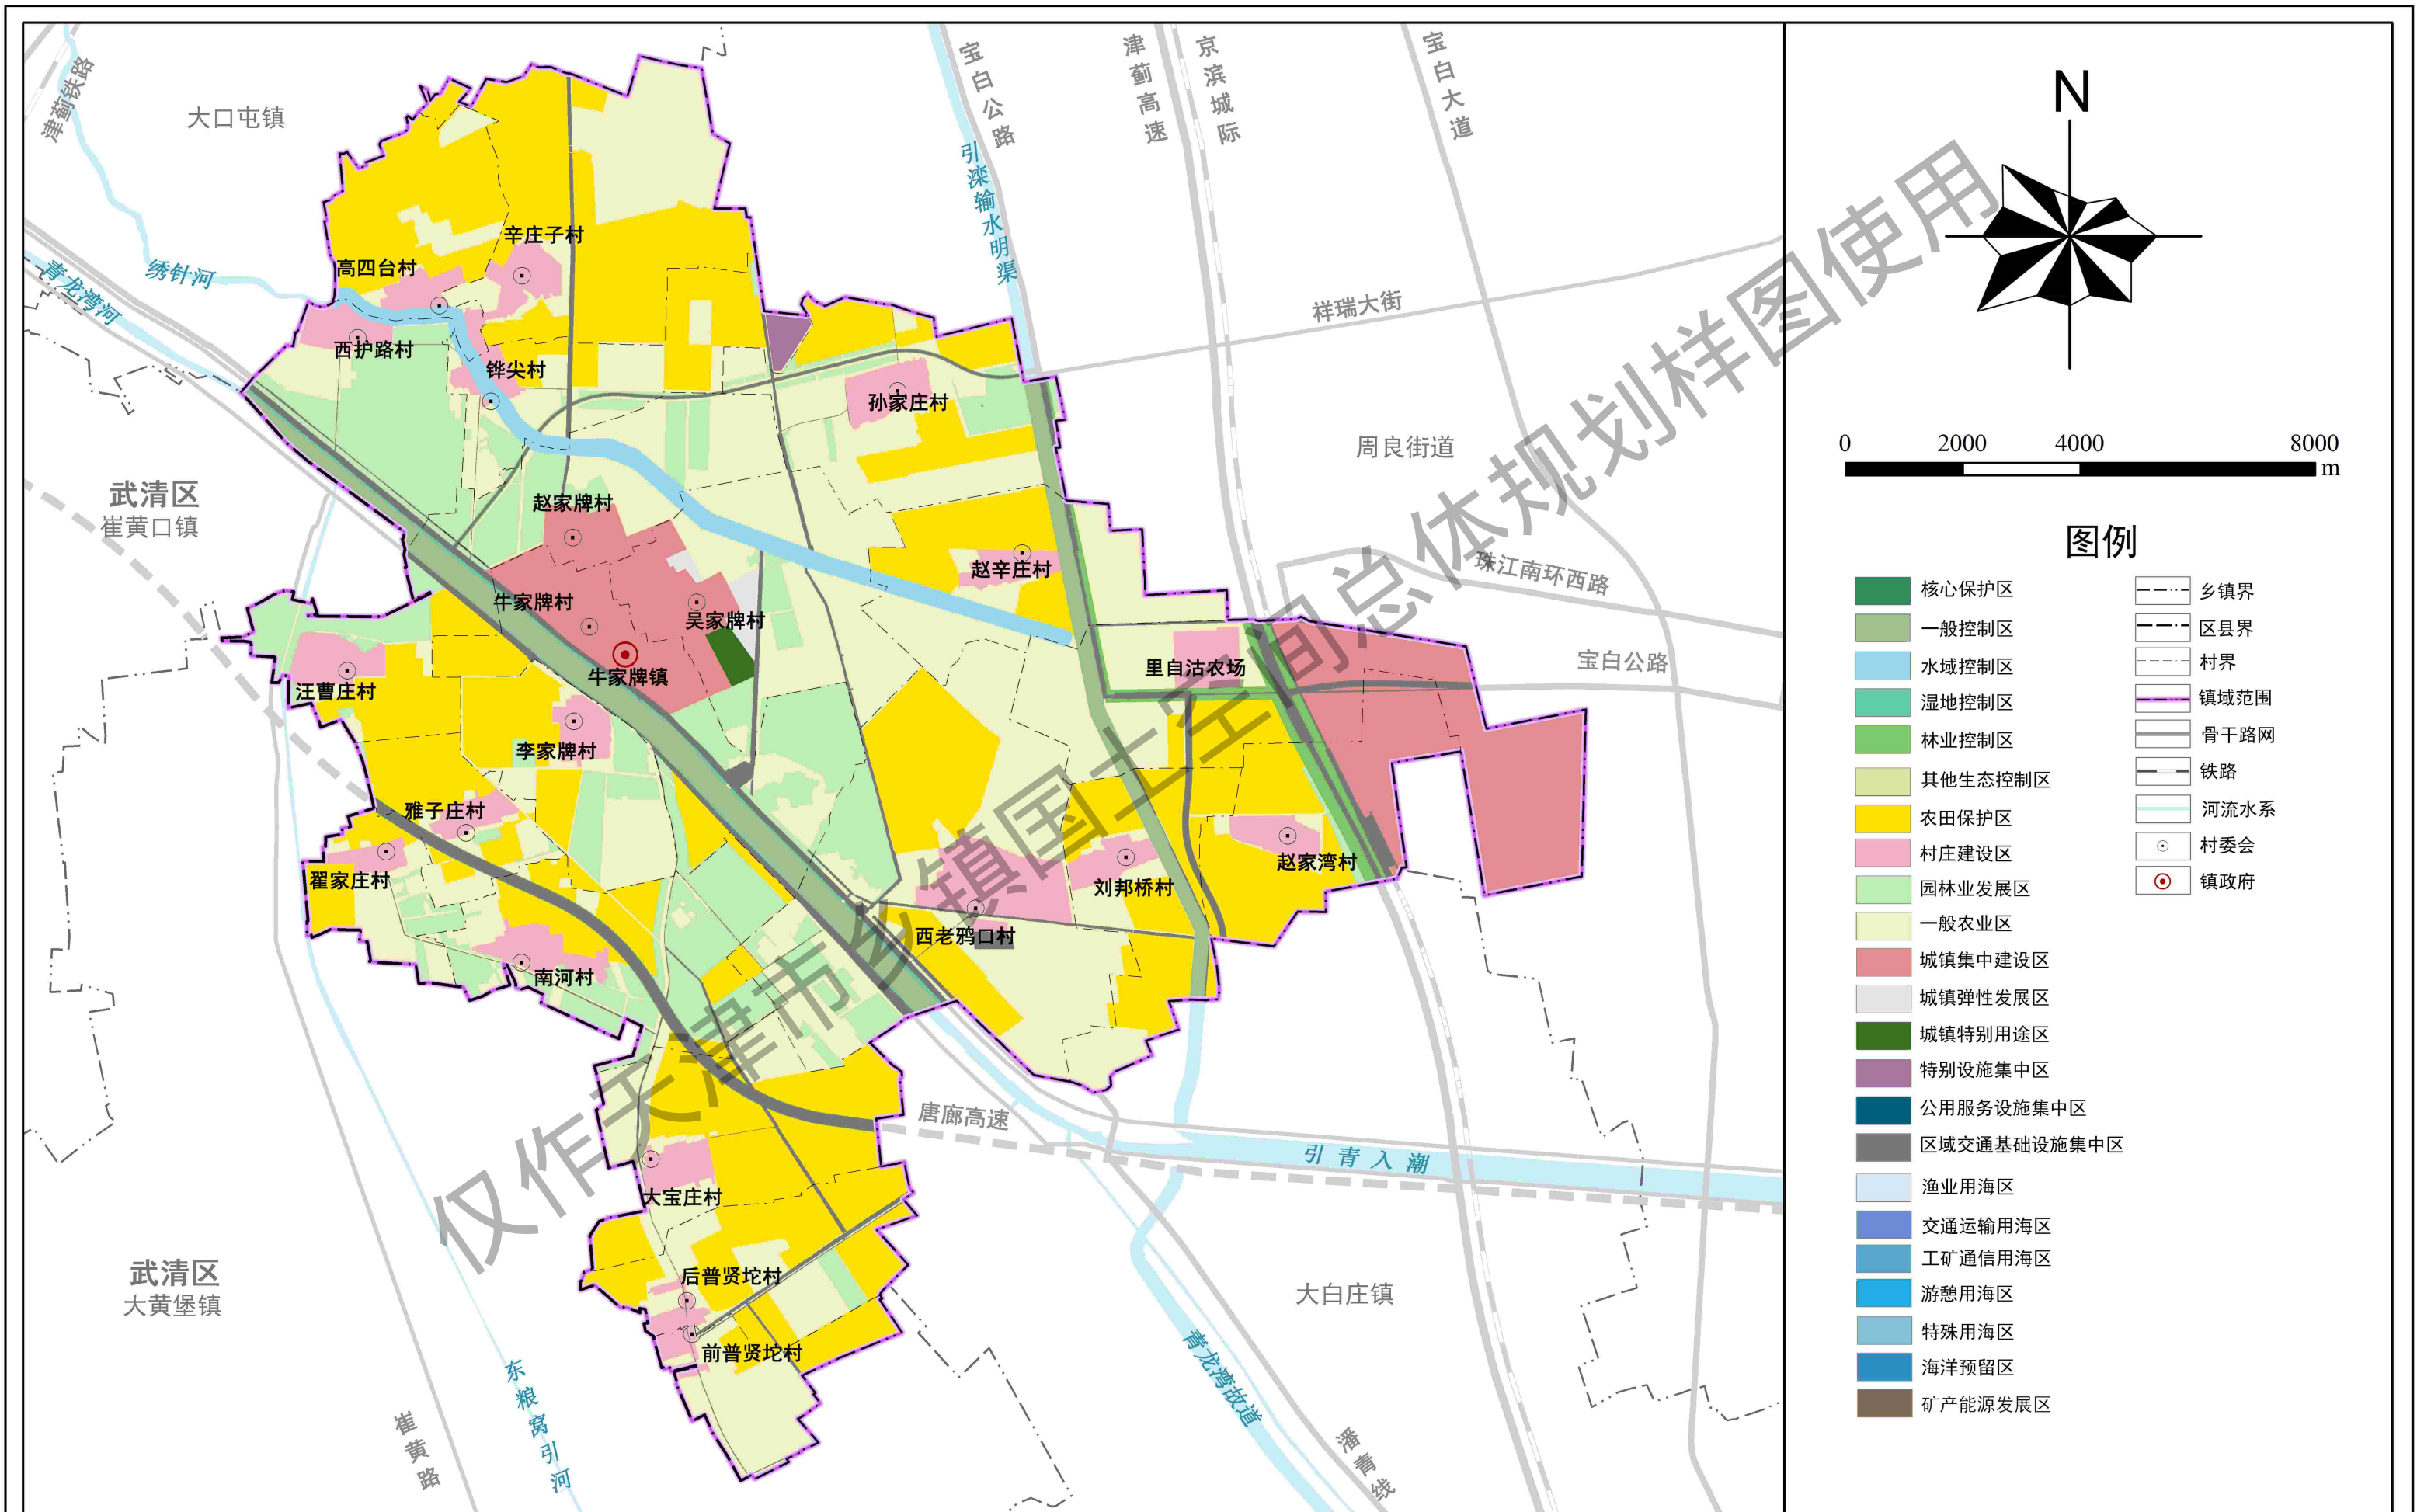 津蓟铁路
大口屯镇
宝白公路
津蓟高速
京滨城际
宝白大道
引滦输水明渠
绣针河
青龙湾河
辛庄子村
高四台村
西护路村
铧尖村
孙家庄村
祥瑞大街
周良街道
武清区
崔黄口镇
赵家牌村
牛家牌村
吴家牌村
牛家牌镇
赵辛庄村
里自沽农场
珠江南环西路
宝白公路
汪曹庄村
李家牌村
雅子庄村
翟家庄村
南河村
刘邦桥村
赵家湾村
西老鸦口村
唐廊高速
引青入潮
大宝庄村
后普贤坨村
前普贤坨村
武清区
大黄堡镇
大白庄镇
东粮窝引河
崔黄路
青龙湾故道
潘青线
仅作天津市乡镇国土空间总体规划样图使用
N
0 2000 4000 8000
m
图例
核心保护区
一般控制区
水域控制区
湿地控制区
林业控制区
其他生态控制区
农田保护区
村庄建设区
园林业发展区
一般农业区
城镇集中建设区
城镇弹性发展区
城镇特别用途区
特别设施集中区
公用服务设施集中区
区域交通基础设施集中区
渔业用海区
交通运输用海区
工矿通信用海区
游憩用海区
特殊用海区
海洋预留区
矿产能源发展区
乡镇界
区县界
村界
镇域范围
骨干路网
铁路
河流水系
村委会
镇政府